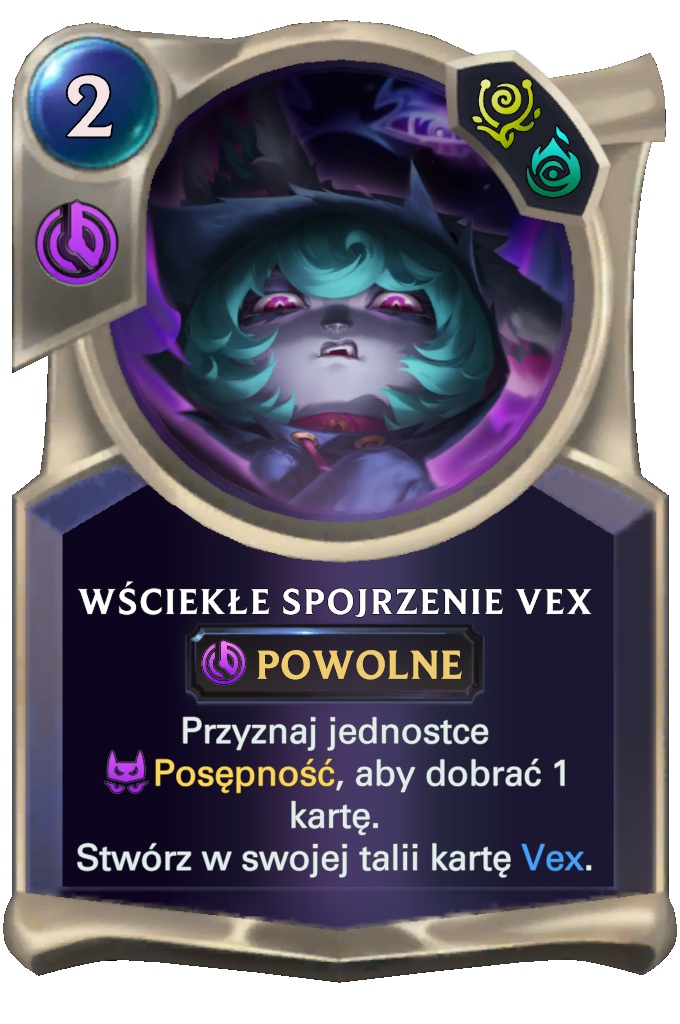 2
WŚCIEKŁE SPOJRZENIE VEX
POWOLNE
Przyznaj jednostce
Posępność, aby dobrać 1
kartę.
Stwórz w swojej talii kartę Vex.